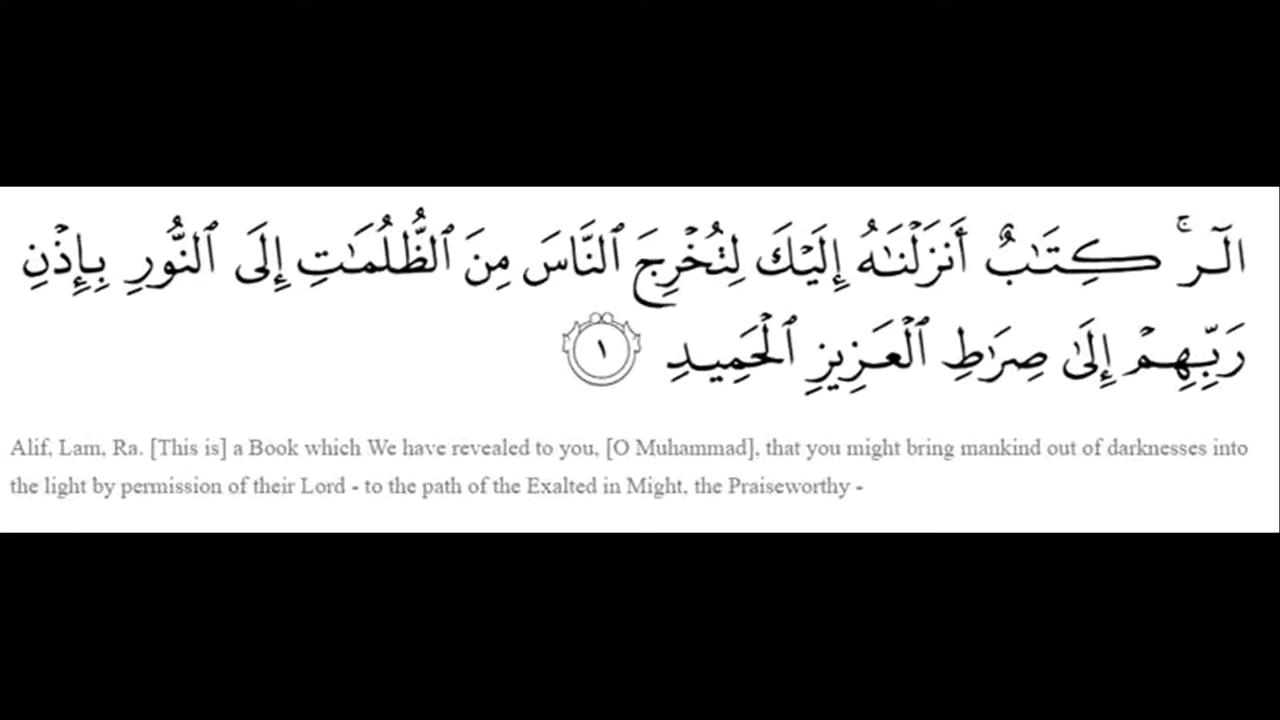 الٓر ۚ كِتَـٰبٌ أَنزَلْنَـٰهُ إِلَيْكَ لِتُخْرِجَ ٱلنَّاسَ مِنَ ٱلظُّلُمَـٰتِ إِلَى ٱلنُّورِ بِإِذْنِ
رَبِّهِمْ إِلَىٰ صِرَٰطِ ٱلْعَزِيزِ ٱلْحَمِيدِ ١
Alif, Lam, Ra. [This is] a Book which We have revealed to you, [O Muhammad], that you might bring mankind out of darknesses into
the light by permission of their Lord - to the path of the Exalted in Might, the Praiseworthy -